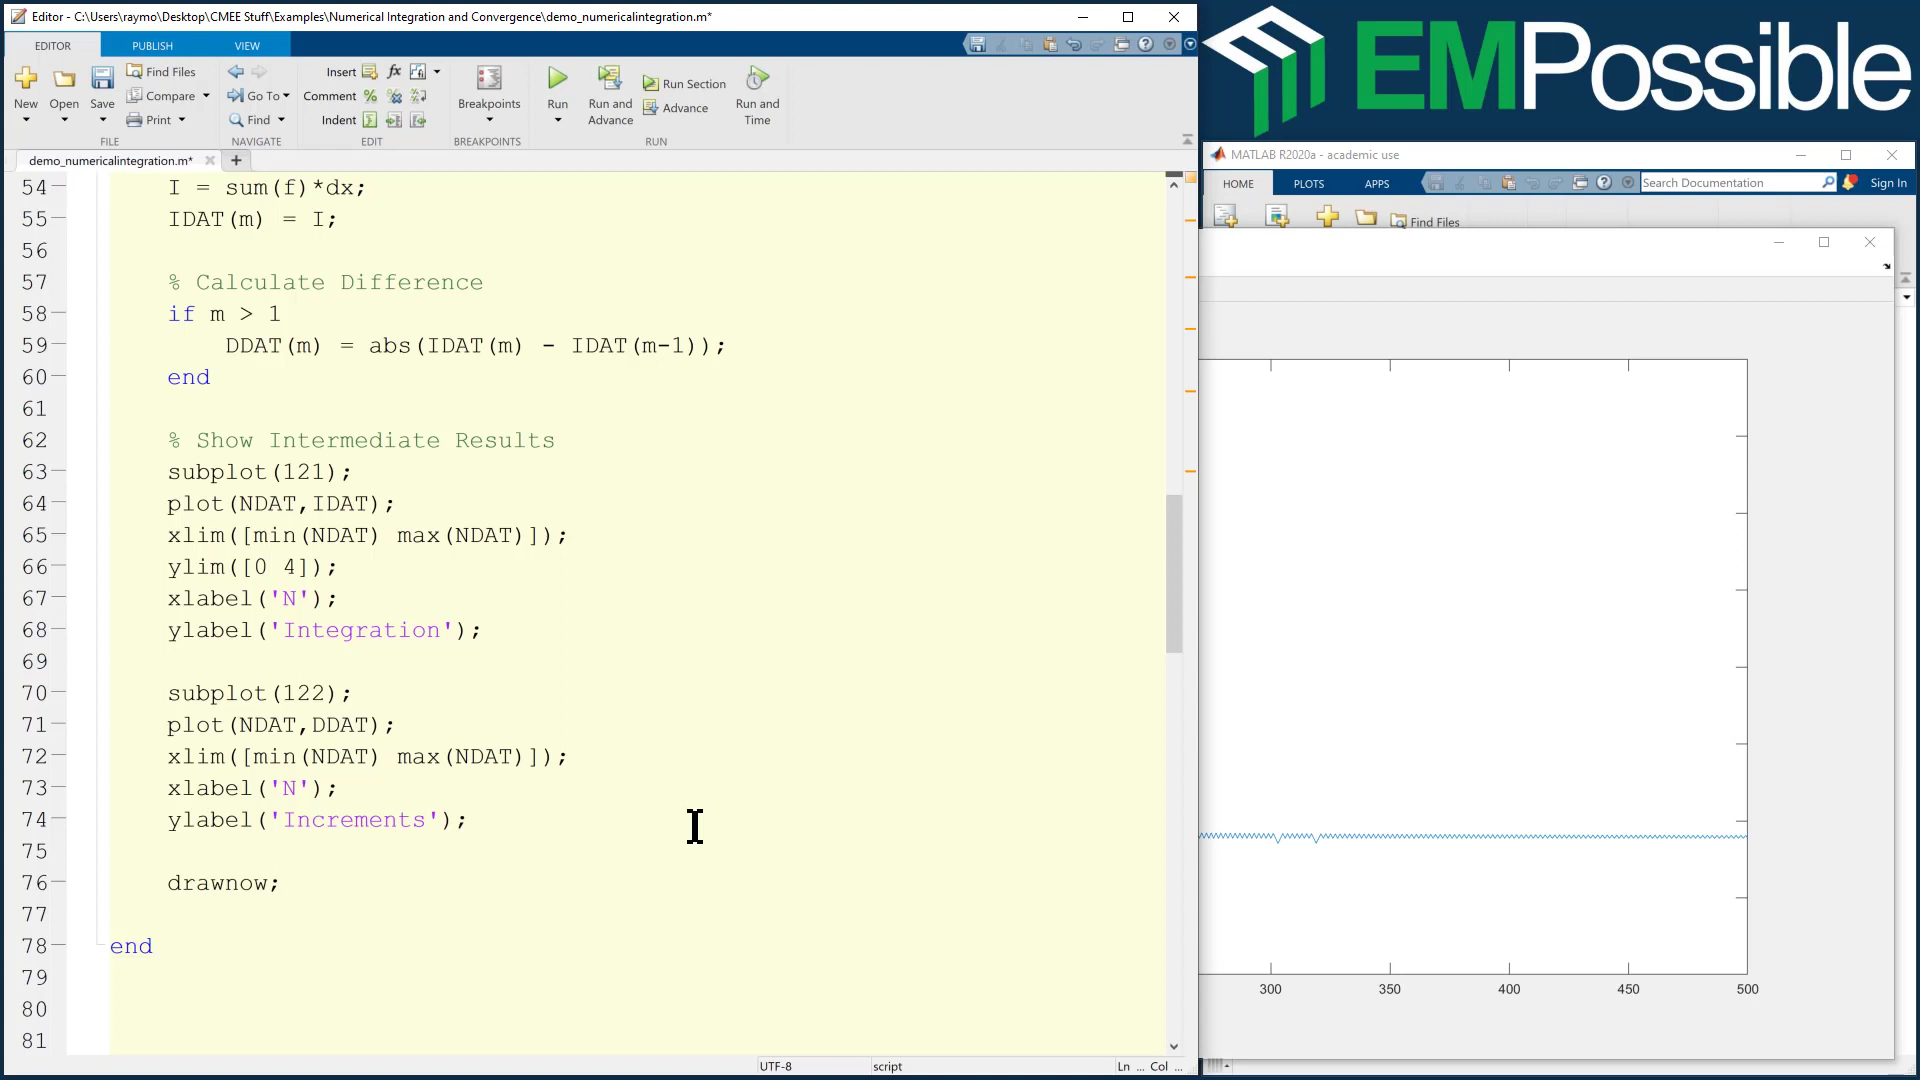 Editor - C:\Users\raymo\Desktop\CMEE Stuff\Examples\Numerical Integration and Convergence\demo_numericalintegration.m*
EDITOR PUBLISH VIEW
New Open Save
Find Files
Compare
Print
FILE
Go To
Find
NAVIGATE
Insert fx
Comment
Indent
EDIT
Breakpoints
BREAKPOINTS
Run
Run and Advance
Run Section
Advance
Run and Time
RUN
demo_numericalintegration.m*
54 I = sum(f)*dx;
55 IDAT(m) = I;
56
57 % Calculate Difference
58 if m > 1
59 DDAT(m) = abs(IDAT(m) - IDAT(m-1));
60 end
61
62 % Show Intermediate Results
63 subplot(121);
64 plot(NDAT,IDAT);
65 xlim([min(NDAT) max(NDAT)]);
66 ylim([0 4]);
67 xlabel('N');
68 ylabel('Integration');
69
70 subplot(122);
71 plot(NDAT,DDAT);
72 xlim([min(NDAT) max(NDAT)]);
73 xlabel('N');
74 ylabel('Increments');
75
76 drawnow;
77
78 end
79
80
81
UTF-8 script Ln ... Col ...
EMPossible
MATLAB R2020a - academic use
HOME PLOTS APPS Search Documentation Sign In
Find Files
300 350 400 450 500